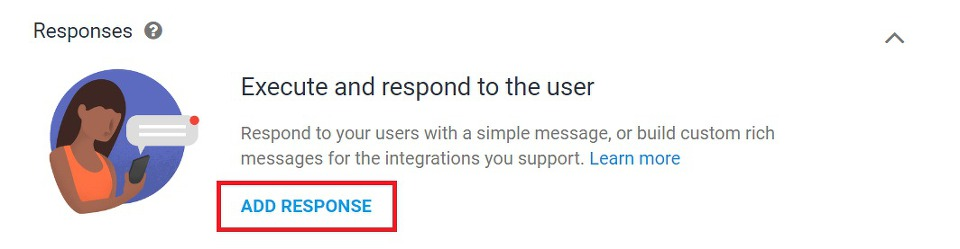 Responses
Execute and respond to the user
Respond to your users with a simple message, or build custom rich
messages for the integrations you support. Learn more
ADD RESPONSE